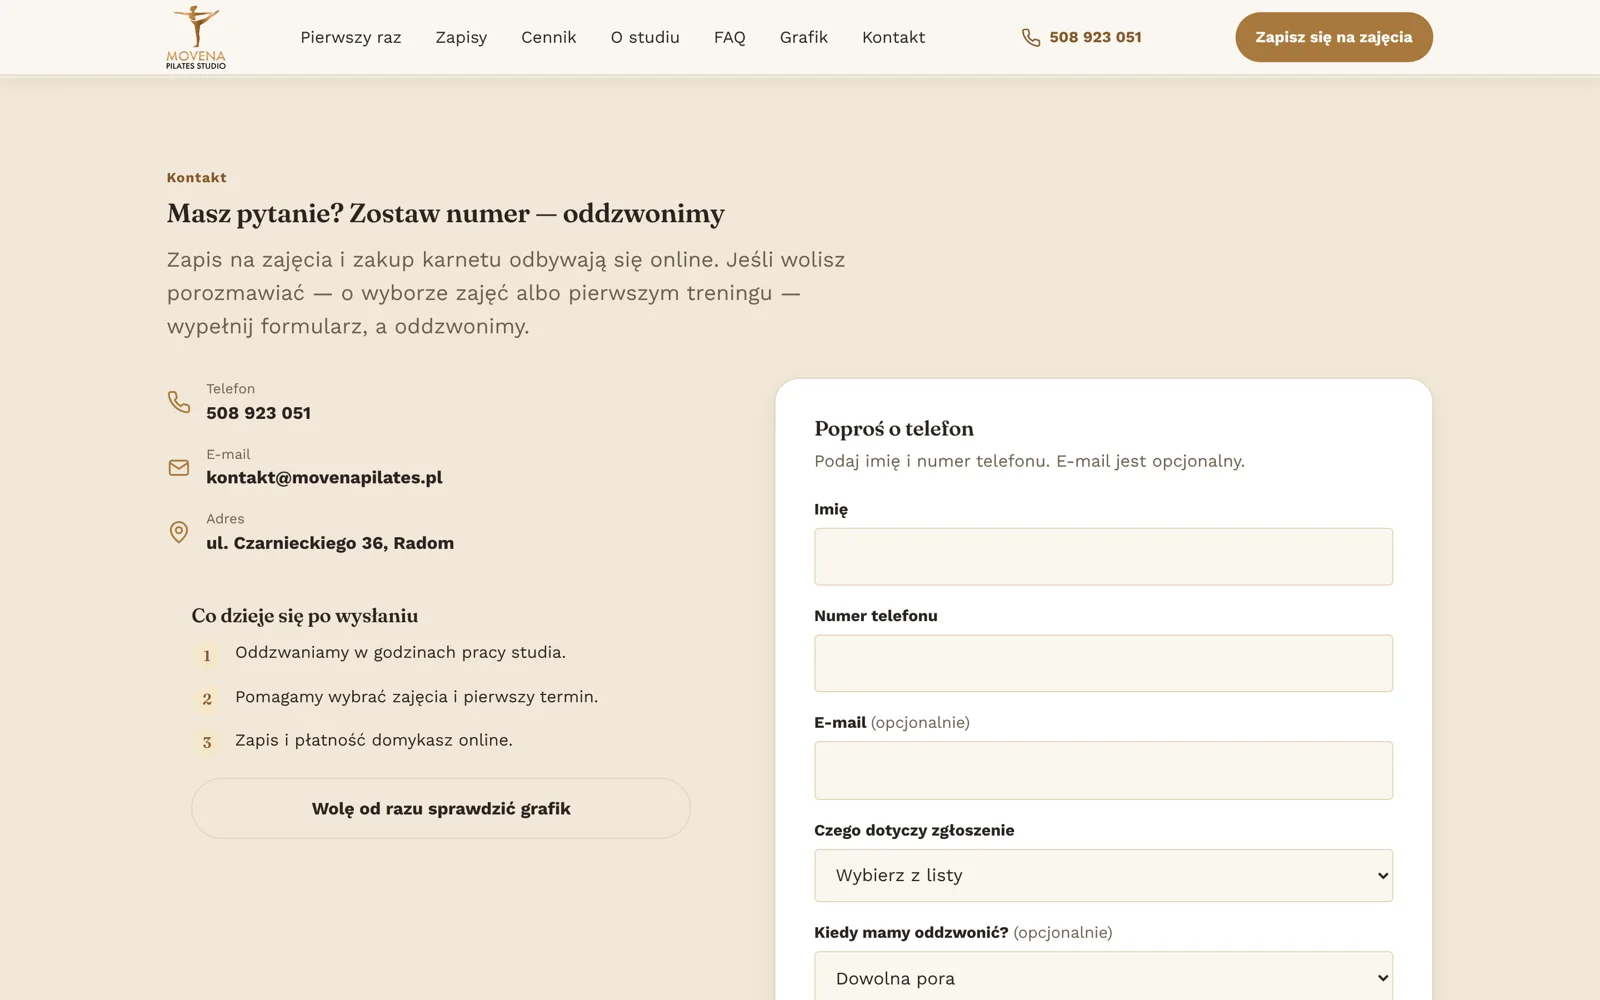 MOVENA
PILATES STUDIO
Pierwszy raz
Zapisy
Cennik
O studiu
FAQ
Grafik
Kontakt
508 923 051
Zapisz się na zajęcia
Kontakt
Masz pytanie? Zostaw numer — oddzwonimy
Zapis na zajęcia i zakup karnetu odbywają się online. Jeśli wolisz
porozmawiać — o wyborze zajęć albo pierwszym treningu —
wypełnij formularz, a oddzwonimy.
Telefon
508 923 051
E-mail
kontakt@movenapilates.pl
Adres
ul. Czarnieckiego 36, Radom
Co dzieje się po wysłaniu
1 Oddzwaniamy w godzinach pracy studia.
2 Pomagamy wybrać zajęcia i pierwszy termin.
3 Zapis i płatność domykasz online.
Wolę od razu sprawdzić grafik
Poproś o telefon
Podaj imię i numer telefonu. E-mail jest opcjonalny.
Imię
Numer telefonu
E-mail (opcjonalnie)
Czego dotyczy zgłoszenie
Wybierz z listy
Kiedy mamy oddzwonić? (opcjonalnie)
Dowolna pora